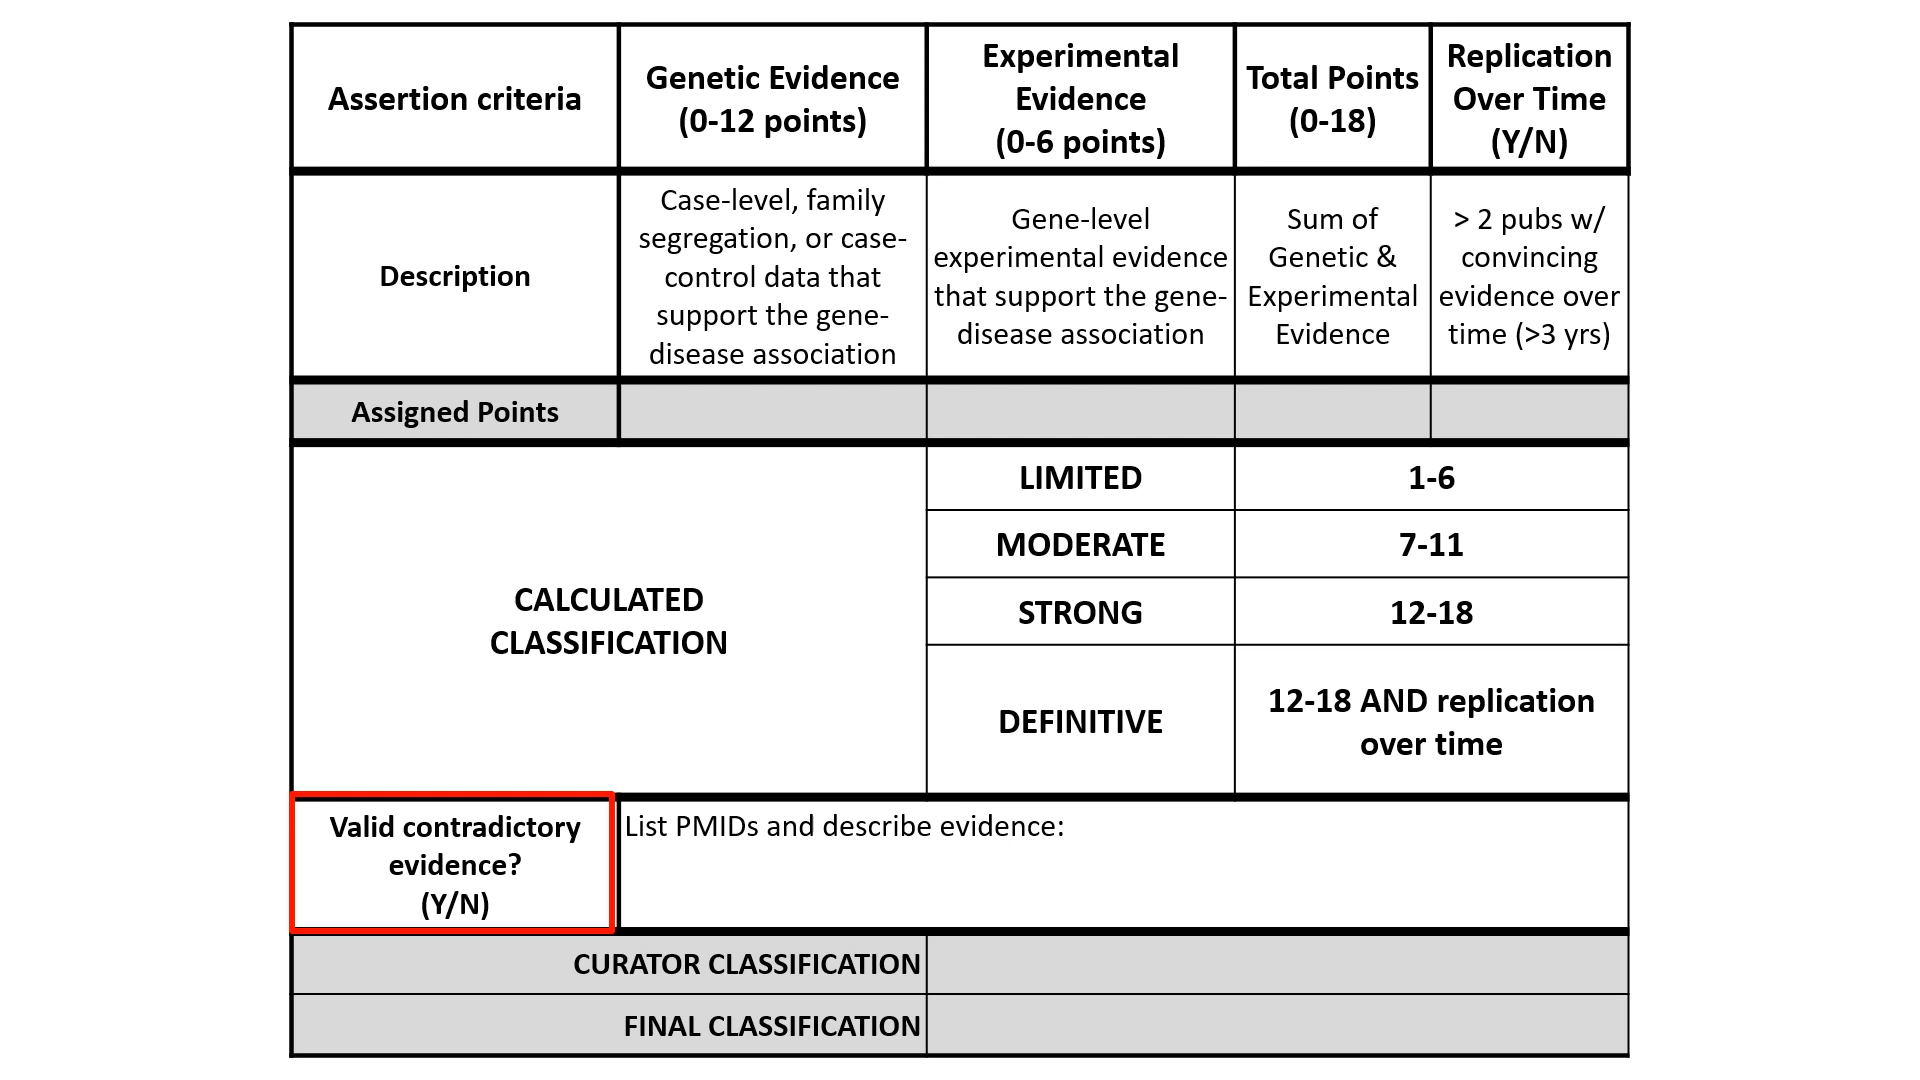 Assertion criteria
Genetic Evidence
(0-12 points)
Experimental
Evidence
(0-6 points)
Total Points
(0-18)
Replication
Over Time
(Y/N)
Description
Case-level, family
segregation, or case-
control data that
support the gene-
disease association
Gene-level
experimental evidence
that support the gene-
disease association
Sum of
Genetic &
Experimental
Evidence
> 2 pubs w/
convincing
evidence over
time (>3 yrs)
Assigned Points
CALCULATED
CLASSIFICATION
LIMITED
1-6
MODERATE
7-11
STRONG
12-18
DEFINITIVE
12-18 AND replication
over time
Valid contradictory
evidence?
(Y/N)
List PMIDs and describe evidence:
CURATOR CLASSIFICATION
FINAL CLASSIFICATION